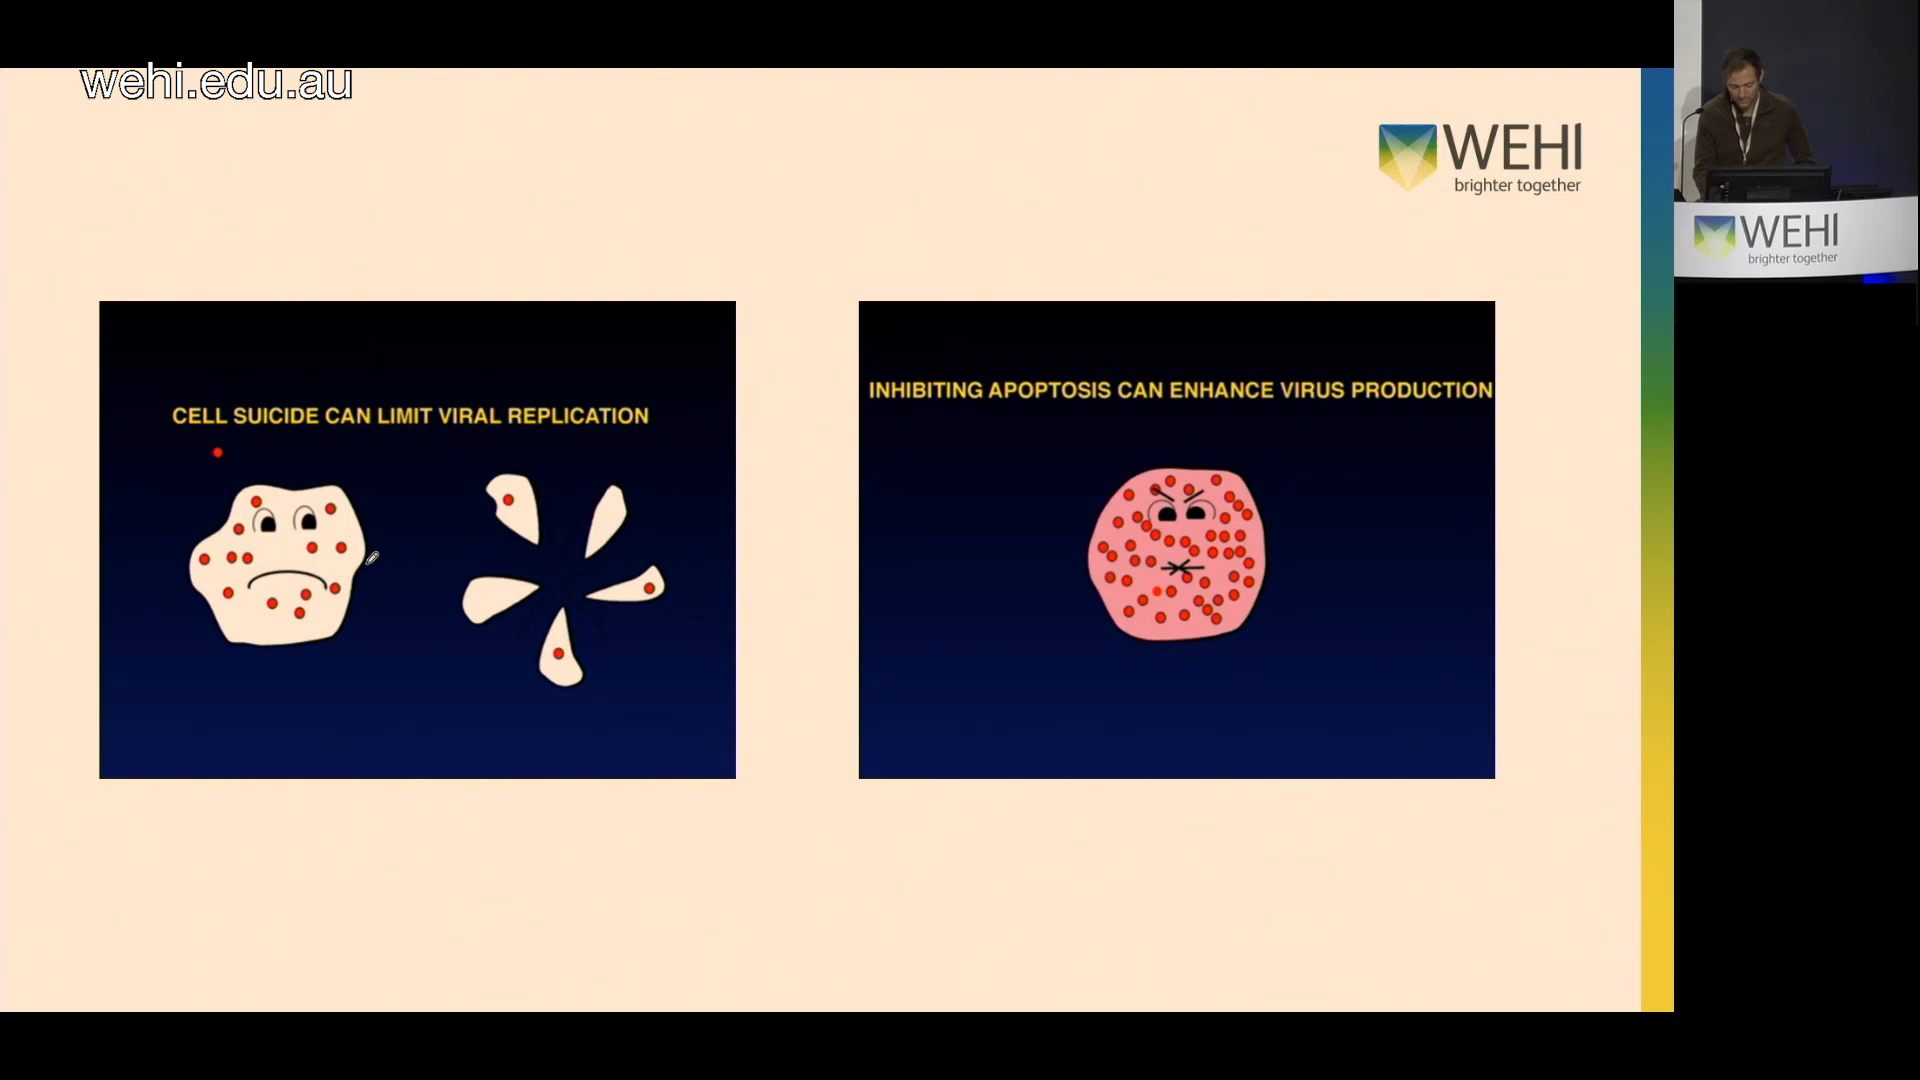 wehi.edu.au
WEHI
brighter together
CELL SUICIDE CAN LIMIT VIRAL REPLICATION
INHIBITING APOPTOSIS CAN ENHANCE VIRUS PRODUCTION
WEHI
brighter together